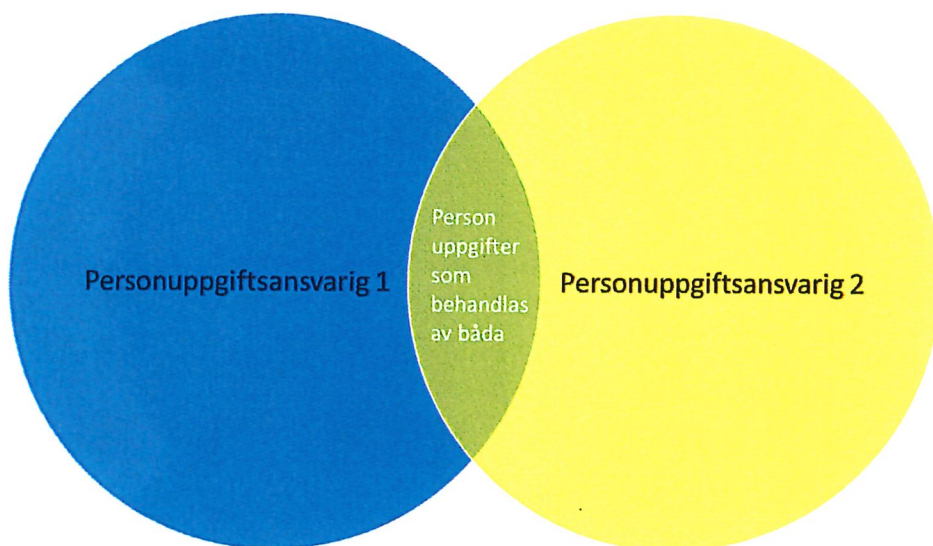 Personuppgiftsansvarig 1
Person
uppgifter
som
behandlas
av båda
Personuppgiftsansvarig 2